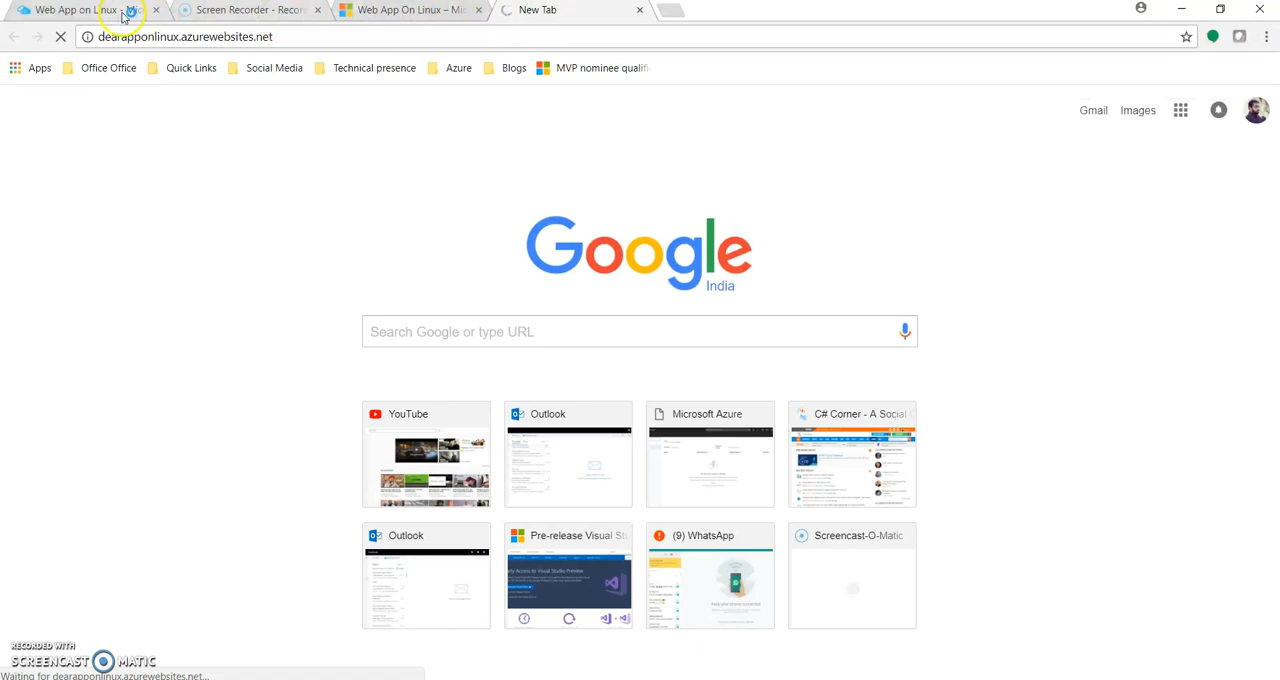 Web App on Linux - Mic
Screen Recorder - Recor
Web App On Linux – Mic
New Tab
dearapponlinux.azurewebsites.net
Apps
Office Office
Quick Links
Social Media
Technical presence
Azure
Blogs
MVP nominee qualifi
Gmail
Images
Google
India
Search Google or type URL
YouTube
Outlook
Microsoft Azure
C# Corner - A Social
Outlook
Pre-release Visual Stu
(9) WhatsApp
Screencast-O-Matic
RECORDED WITH
SCREENCAST MATIC
Waiting for dearapponlinux.azurewebsites.net...